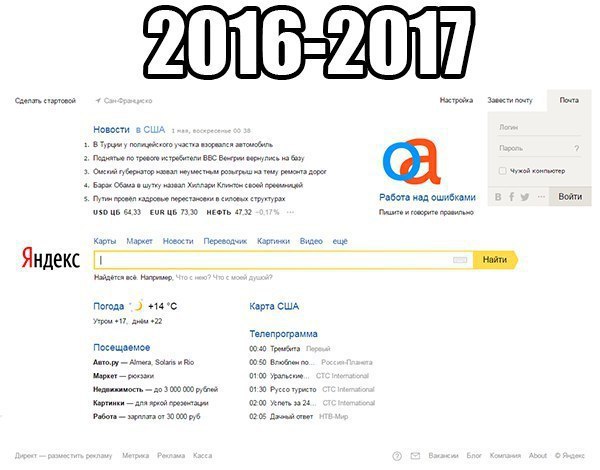 2016-2017
Сделать стартовой
Сан-Франциско
Настройка
Завести почту
Почта
Новости в США 1 мая, воскресенье 00 38
1. В Турции у полицейского участка взорвался автомобиль
2. Поднятые по тревоге истребители ВВС Венгрии вернулись на базу
3. Омский губернатор назвал неуместным розыгрыш на тему ремонта дорог
4. Барак Обама в шутку назвал Хиллари Клинтон своей преемницей
5. Путин провёл кадровые перестановки в силовых структурах
USD ЦБ 64,33 EUR ЦБ 73,30 НЕФТЬ 47,32 −0,17 % ···
оа
Работа над ошибками
Пишите и говорите правильно
Логин
Пароль ?
Чужой компьютер
В f ···
Войти
Карты Маркет Новости Переводчик Картинки Видео ещё
Яндекс
Найти
Найдётся всё. Например, Что с нею? Что с моей душой?
Погода +14 °C
Утром +17, днём +22
Карта США
Посещаемое
Авто.ру — Almera, Solaris и Rio
Маркет — рюкзаки
Недвижимость — до 3 000 000 рублей
Картинки — для яркой презентации
Работа — зарплата от 30 000 руб
Телепрограмма
00:40 Трембита Первый
00:50 Влюблен по... Россия-Планета
01:00 Уральские... СТС International
01:30 Руссо туристо СТС International
02:00 Успеть за 24... СТС International
02:05 Дачный ответ НТВ-Мир
Директ — разместить рекламу Метрика Реклама Касса
? Вакансии Блог Компания About © Яндекс